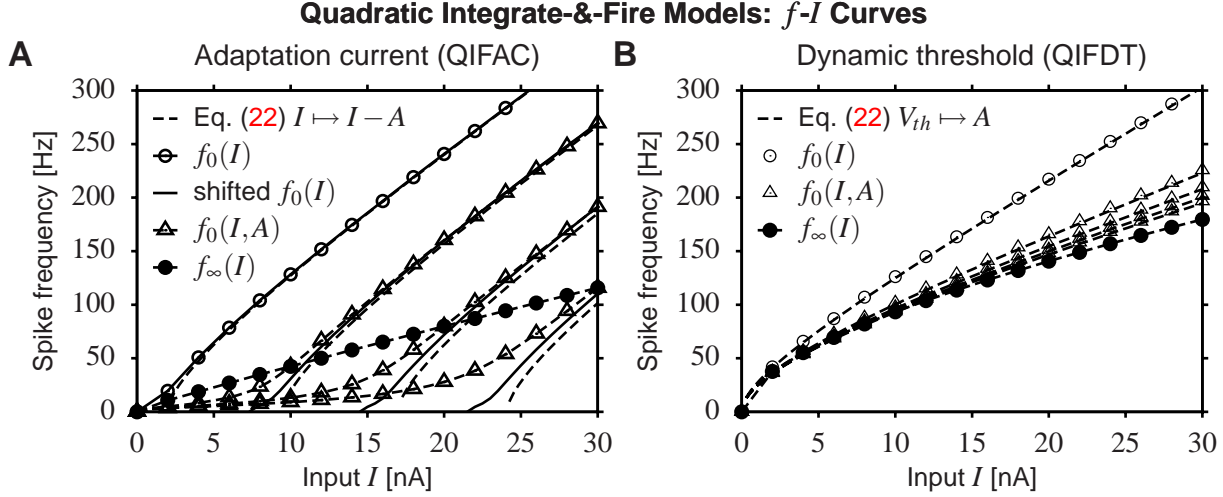 Quadratic Integrate-&-Fire Models: f-I Curves
A Adaptation current (QIFAC)
300
250
200
150
100
50
0
Spike frequency [Hz]
Eq. (22) I ↦ I − A
f₀(I)
shifted f₀(I)
f₀(I,A)
f∞(I)
0 5 10 15 20 25 30
Input I [nA]
B Dynamic threshold (QIFDT)
300
250
200
150
100
50
0
Spike frequency [Hz]
Eq. (22) Vₜₕ ↦ A
f₀(I)
f₀(I,A)
f∞(I)
0 5 10 15 20 25 30
Input I [nA]